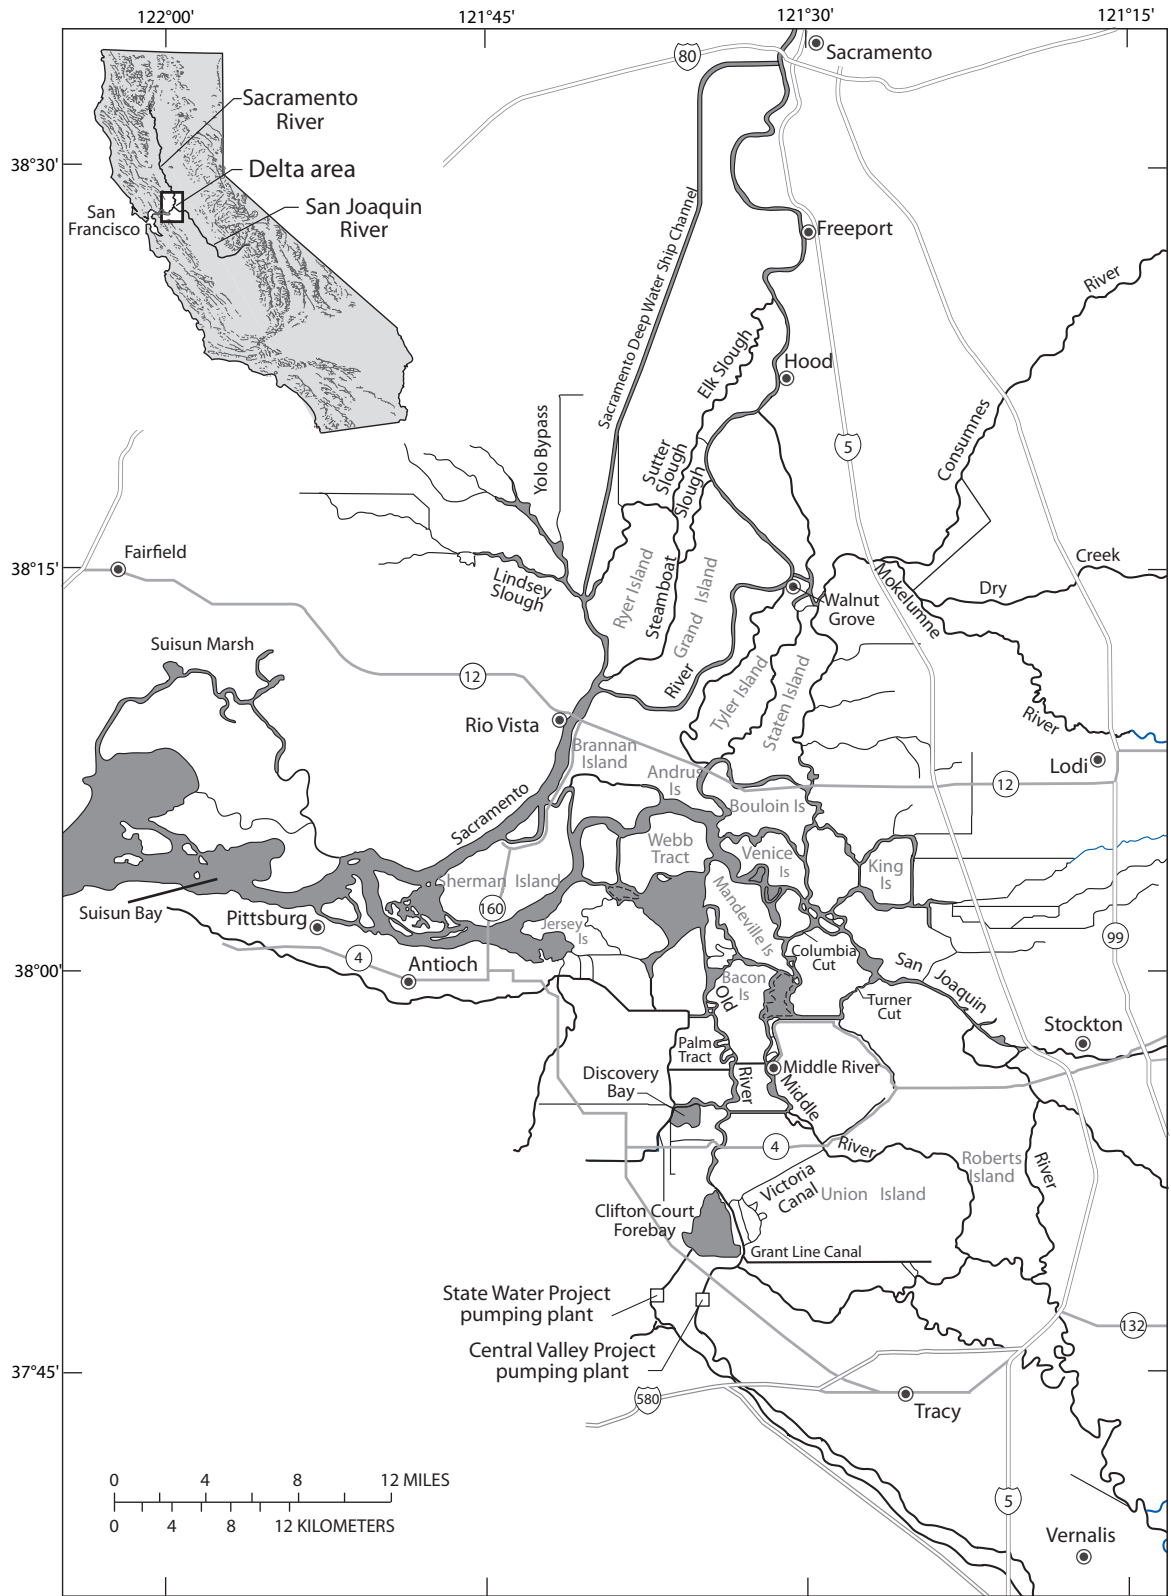 122°00'
121°45'
121°30'
121°15'
Sacramento
80
Sacramento
River
38°30'
Delta area
San Joaquin
River
San
Francisco
Sacramento Deep Water Ship Channel
Freeport
River
Elk Slough
Hood
Consumnes
5
Yolo Bypass
Sutter
Slough
Slough
Steamboat
Fairfield
38°15'
Lindsey
Slough
Ryer Island
Grand Island
Creek
Dry
Mokelumne
Walnut
Grove
Suisun Marsh
12
River
Tyler Island
Staten Island
River
Rio Vista
Brannan
Island
Lodi
Andrus
Is
12
Bouloin Is
Sacramento
Webb
Tract
Venice
Is
King
Is
Sherman Island
Mandeville Is
Suisun Bay
160
Pittsburg
Jersey
Is
99
Columbia
Cut
4
Antioch
38°00'
San
Joaquin
Bacon
Is
Old
Turner
Cut
Stockton
Palm
Tract
Middle River
Discovery
Bay
River
Middle
4
River
Roberts
Island
River
Victoria
Canal
Union Island
Clifton Court
Forebay
Grant Line Canal
State Water Project
pumping plant
132
Central Valley Project
pumping plant
37°45'
580
Tracy
0 4 8 12 MILES
0 4 8 12 KILOMETERS
5
Vernalis